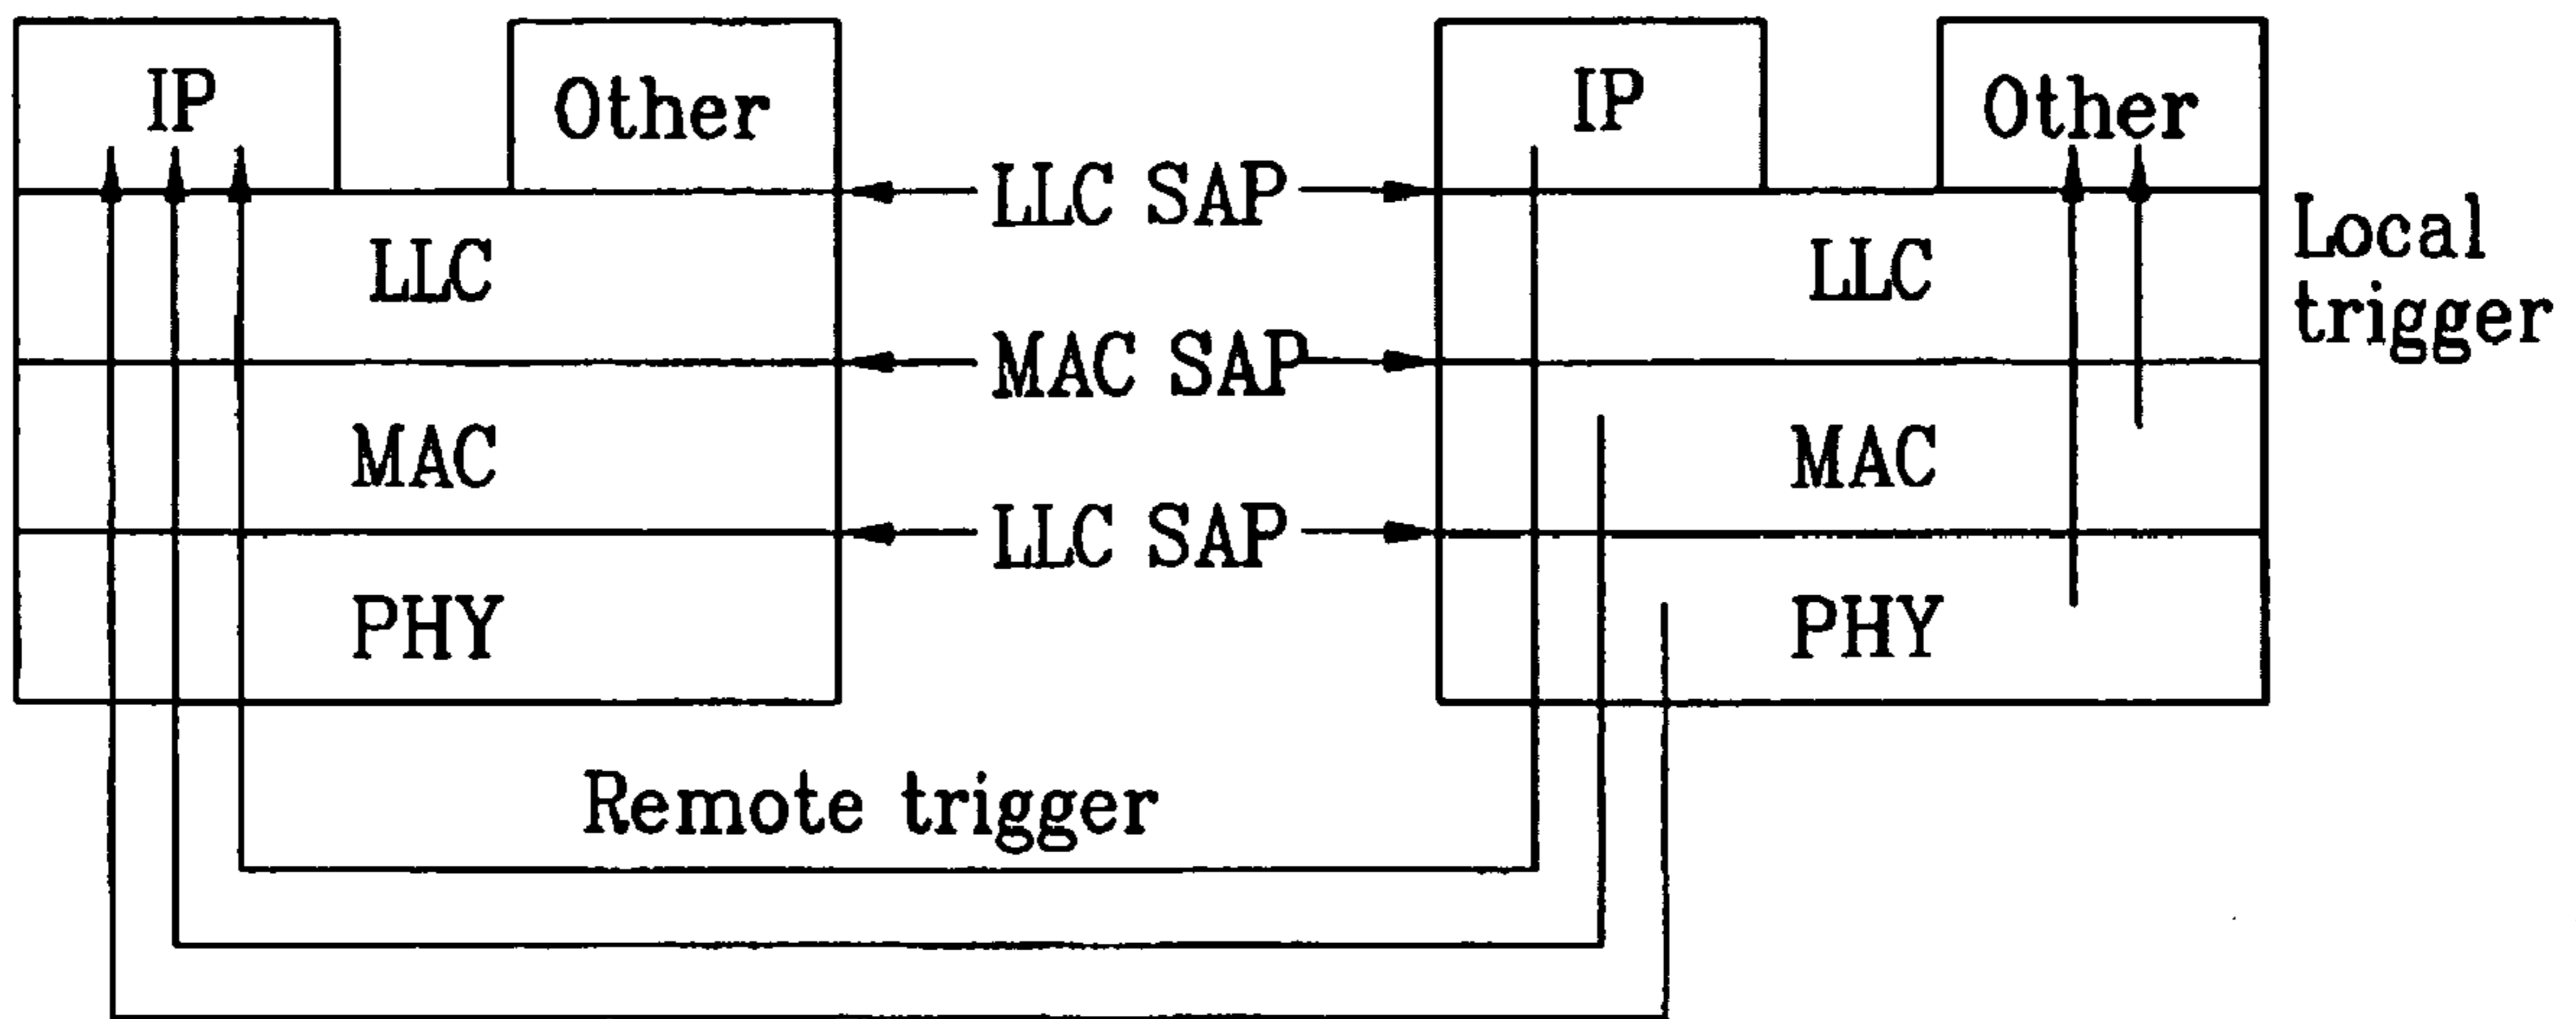 IP
Other
IP
Other
LLC SAP
LLC
LLC
Local
trigger
MAC SAP
MAC
MAC
LLC SAP
PHY
PHY
Remote trigger